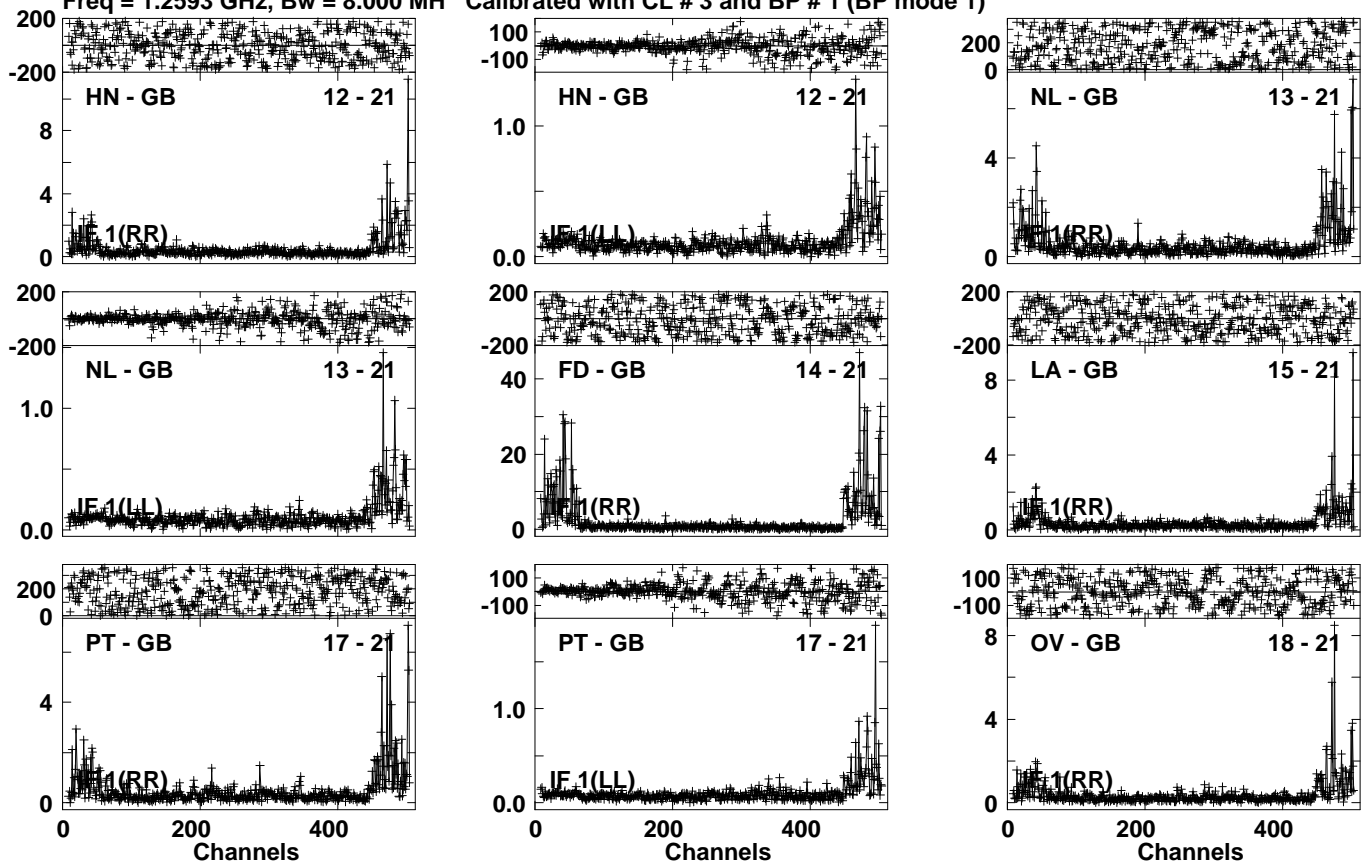 Freq = 1.2593 GHz, Bw = 8.000 MH Calibrated with CL # 3 and BP # 1 (BP mode 1)
200
-200
HN - GB 12 - 21
8
4
0
IF 1(RR)
100
-100
HN - GB 12 - 21
1.0
0.0
IF 1(LL)
200
0
NL - GB 13 - 21
4
0
IF 1(RR)
200
-200
NL - GB 13 - 21
1.0
0.0
IF 1(LL)
200
-200
FD - GB 14 - 21
40
20
0
IF 1(RR)
200
-200
LA - GB 15 - 21
8
4
0
IF 1(RR)
200
0
PT - GB 17 - 21
4
0
IF 1(RR)
100
-100
PT - GB 17 - 21
1.0
0.0
IF 1(LL)
100
-100
OV - GB 18 - 21
8
4
0
IF 1(RR)
0 200 400
Channels
0 200 400
Channels
0 200 400
Channels